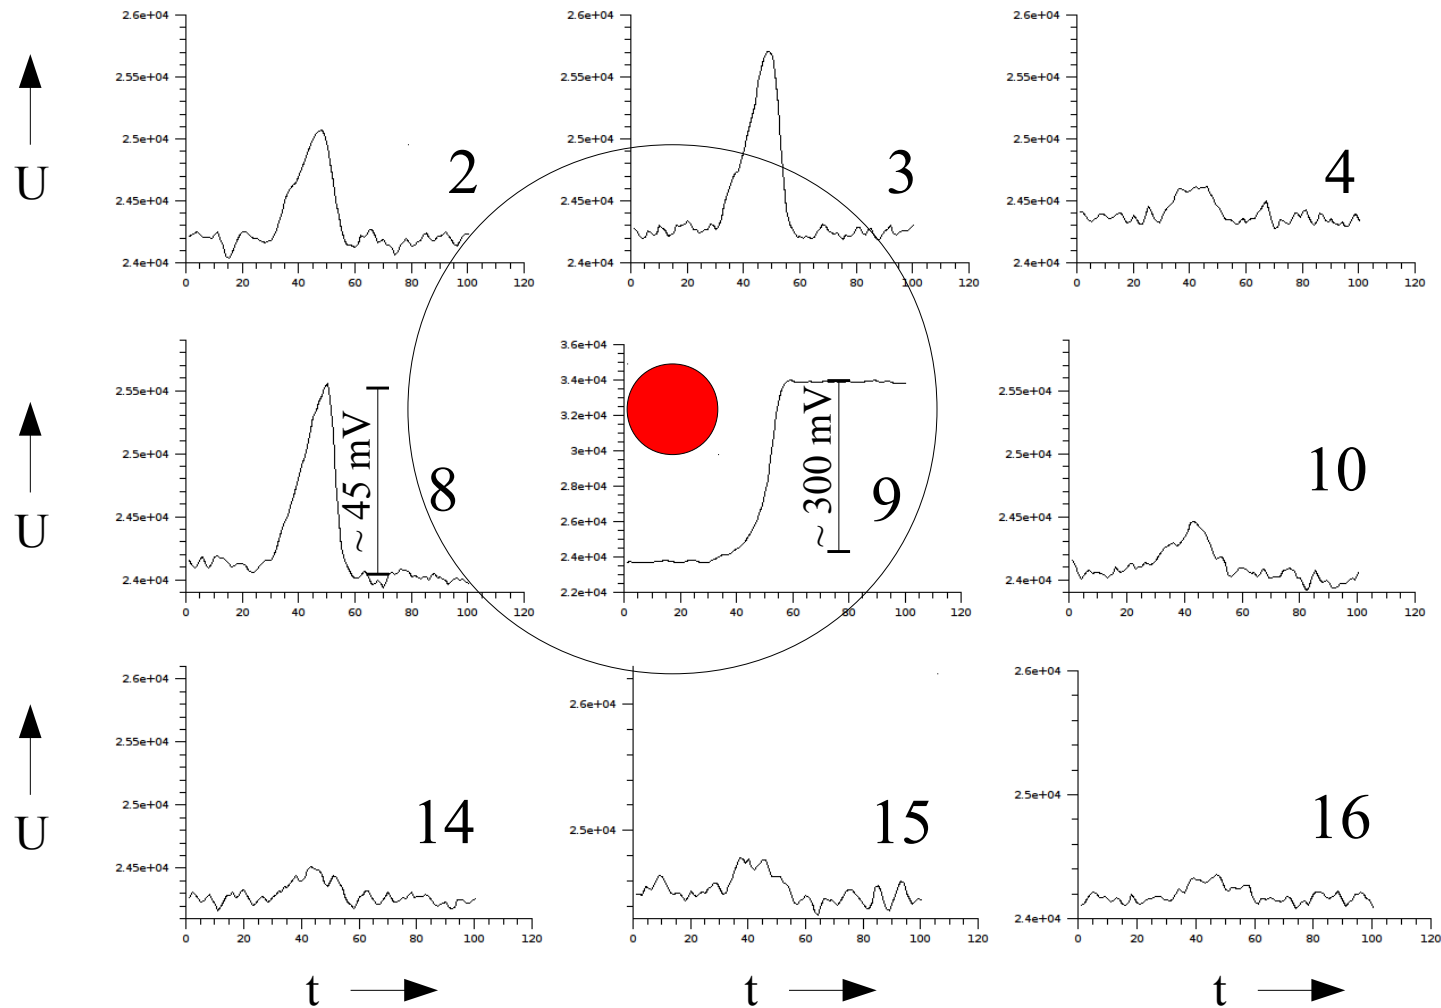 2.6e+04 2.6e+04 2.6e+04
2.55e+04 2.55e+04 2.55e+04
2.5e+04 2.5e+04 2.5e+04
U 2 3 4
2.45e+04 2.45e+04 2.45e+04
2.4e+04 2.4e+04 2.4e+04
0 20 40 60 80 100 120 0 20 40 60 80 100 120 0 20 40 60 80 100 120
3.6e+04
2.55e+04 3.4e+04 2.55e+04
~ 45 mV 3.2e+04 ~ 300 mV
2.5e+04 3e+04 2.5e+04
U 8 2.8e+04 9 10
2.45e+04 2.6e+04 2.45e+04
2.4e+04 2.4e+04 2.4e+04
2.2e+04
0 20 40 60 80 100 120 0 20 40 60 80 100 120 0 20 40 60 80 100 120
2.6e+04 2.6e+04 2.6e+04
2.55e+04
2.5e+04 2.5e+04 2.5e+04
U 14 15 16
2.45e+04
2.4e+04
0 20 40 60 80 100 120 0 20 40 60 80 100 120 0 20 40 60 80 100 120
t t t